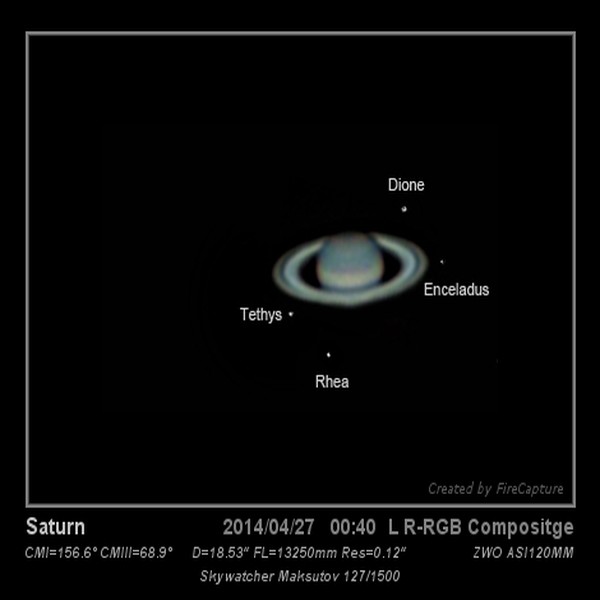 Dione
Enceladus
Tethys
Rhea
Created by FireCapture
Saturn 2014/04/27 00:40 L R-RGB Compositge
CMI=156.6° CMIII=68.9° D=18.53" FL=13250mm Res=0.12" ZWO ASI120MM
Skywatcher Maksutov 127/1500